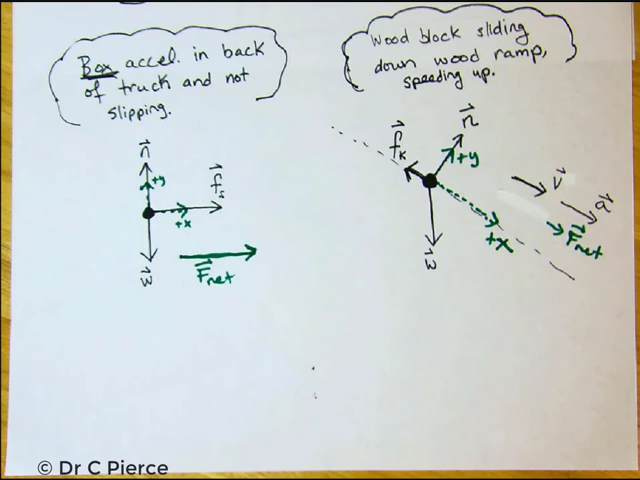 Box accel. in back
of truck and not
slipping.
n
+y
fs
+x
w
Fnet
Wood block sliding
down wood ramp,
speeding up.
n
fk
+y
v
a
Fnet
+x
w
© Dr C Pierce